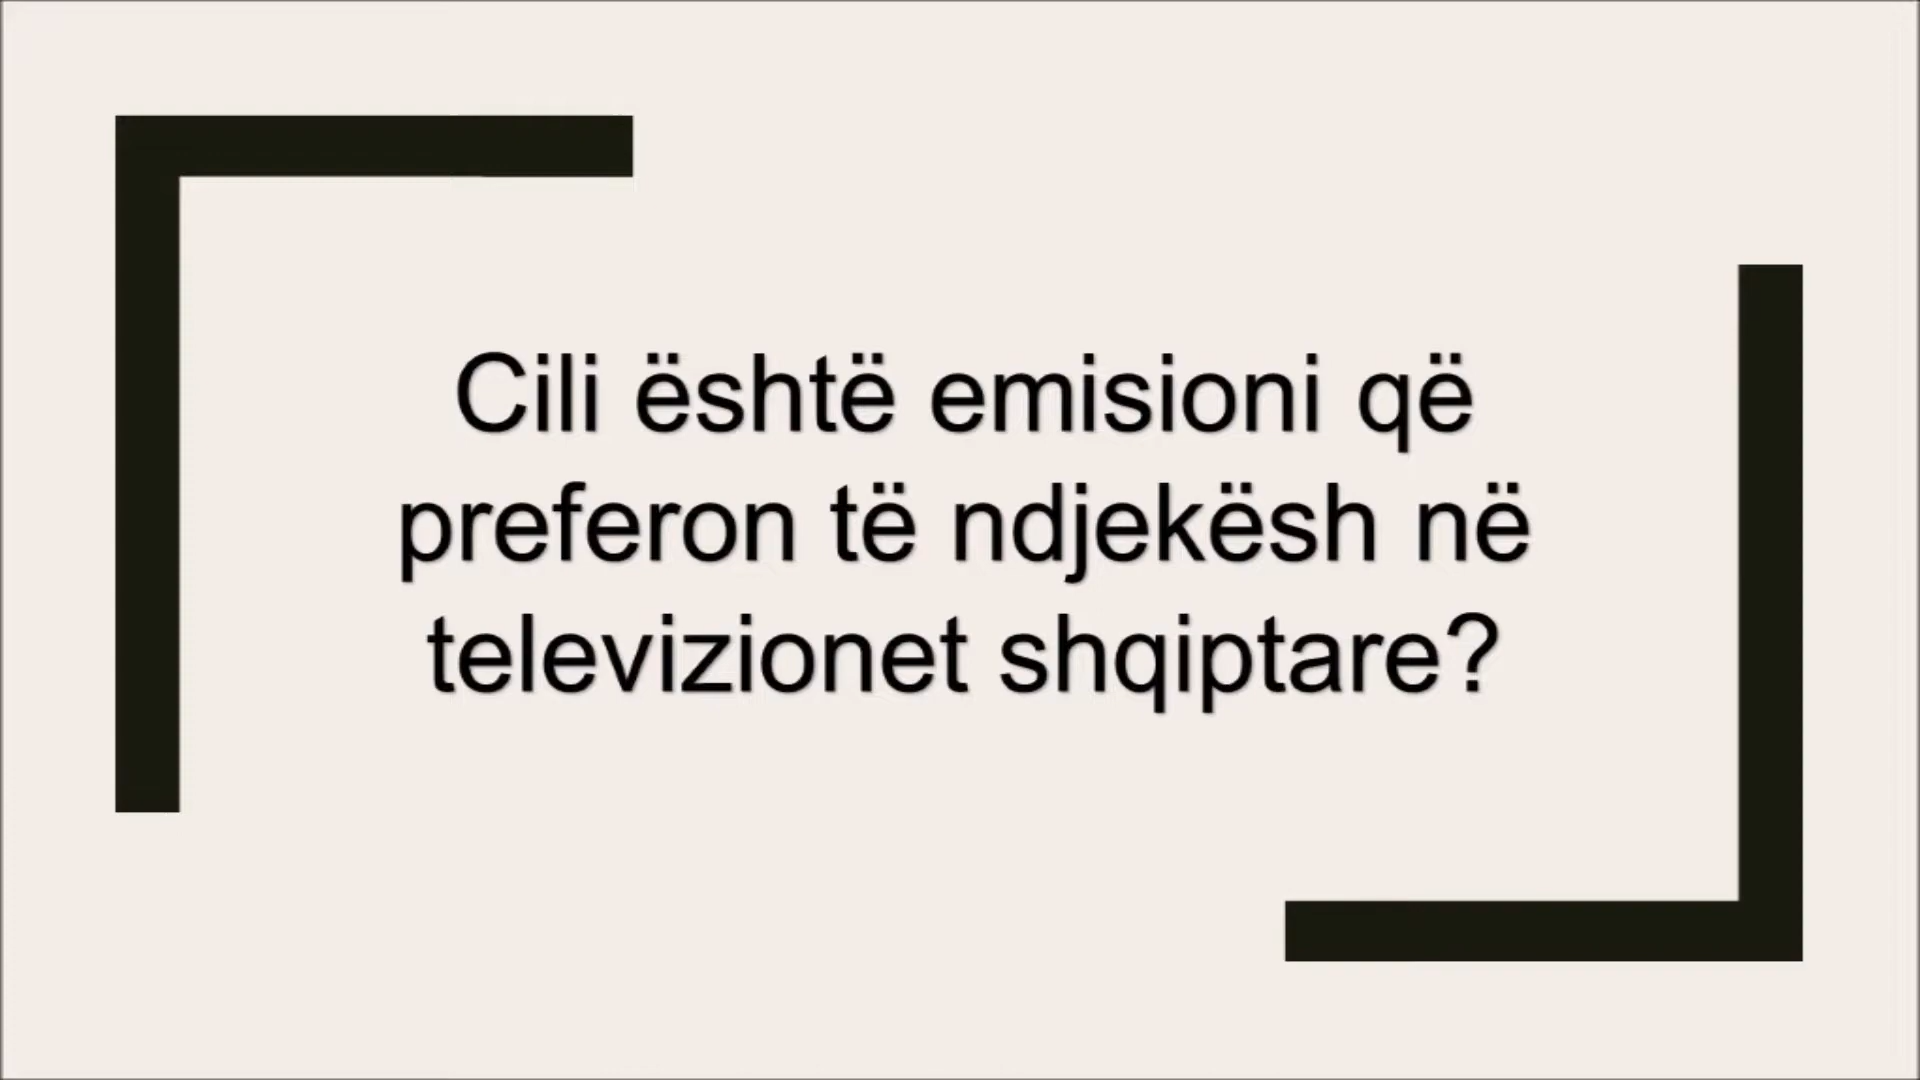 Cili është emisioni që
preferon të ndjekësh në
televizionet shqiptare?